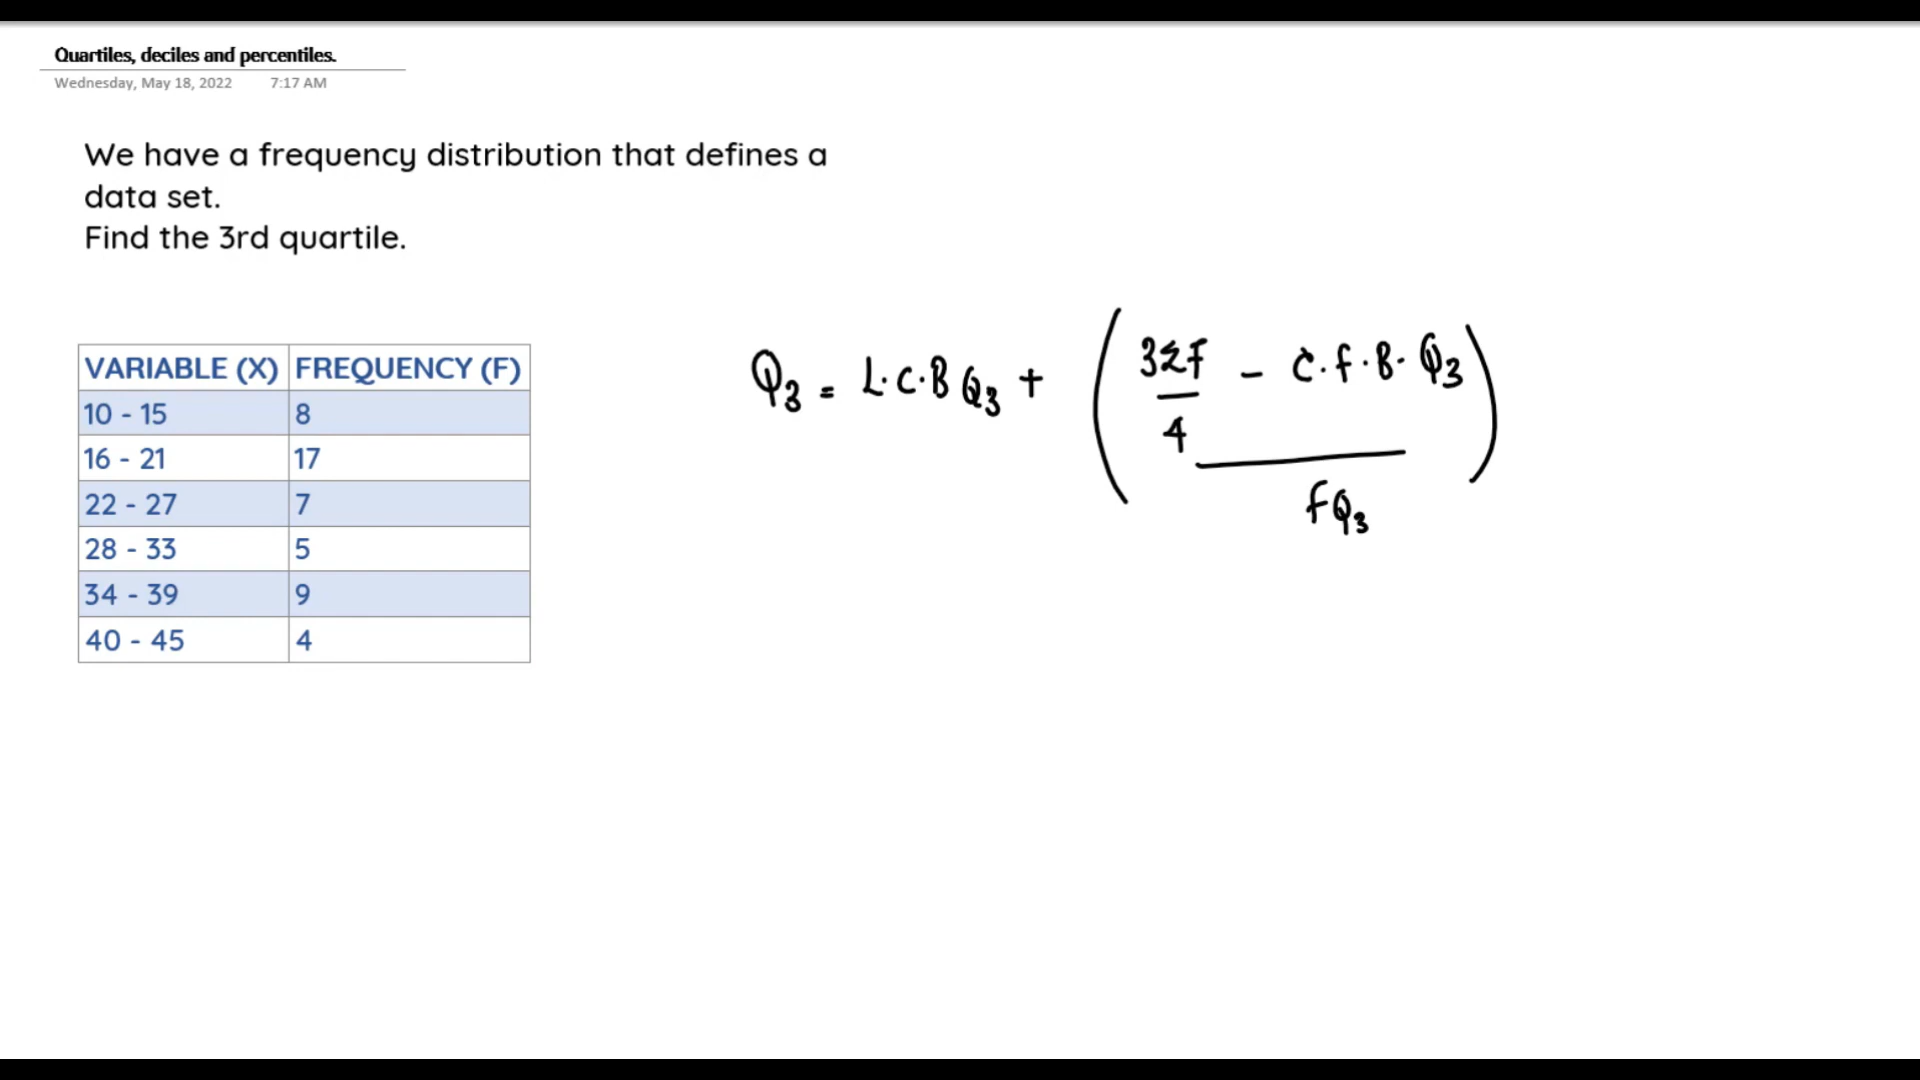 Quartiles, deciles and percentiles.
Wednesday, May 18, 2022 7:17 AM
We have a frequency distribution that defines a
data set.
Find the 3rd quartile.
VARIABLE (X) FREQUENCY (F)
10 - 15 8
16 - 21 17
22 - 27 7
28 - 33 5
34 - 39 9
40 - 45 4
Q3 = L.C.B Q3 + ( 3ΣF - C.F.B. Q3 )
4
FQ3